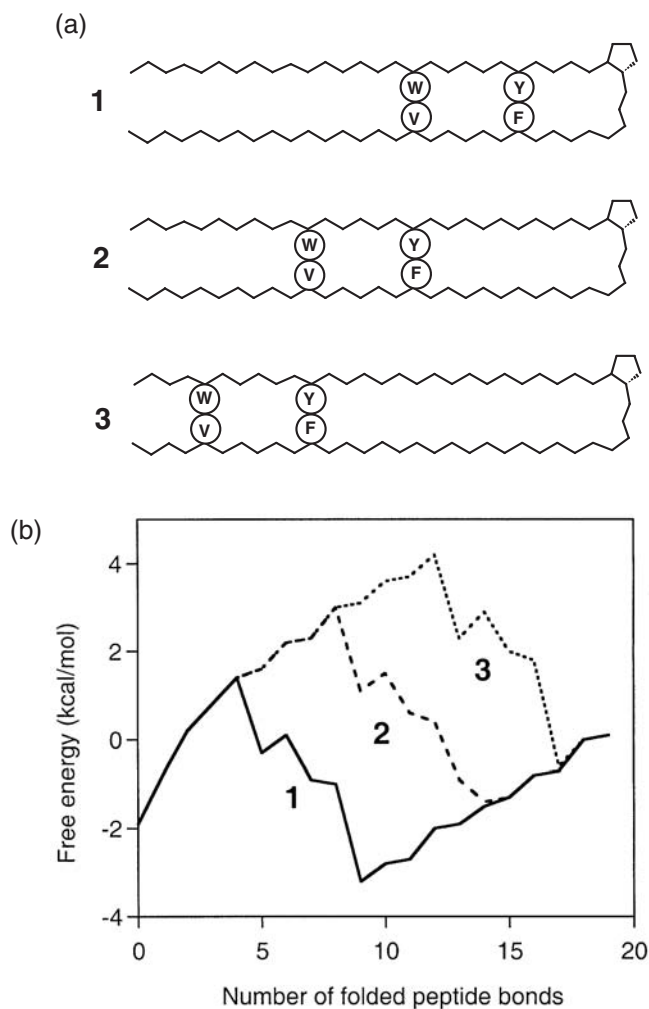 (a)
1
W Y
V F
2
W Y
V F
3
W Y
V F
(b)
Free energy (kcal/mol)
4
2
0
-2
-4
1
2
3
0 5 10 15 20
Number of folded peptide bonds